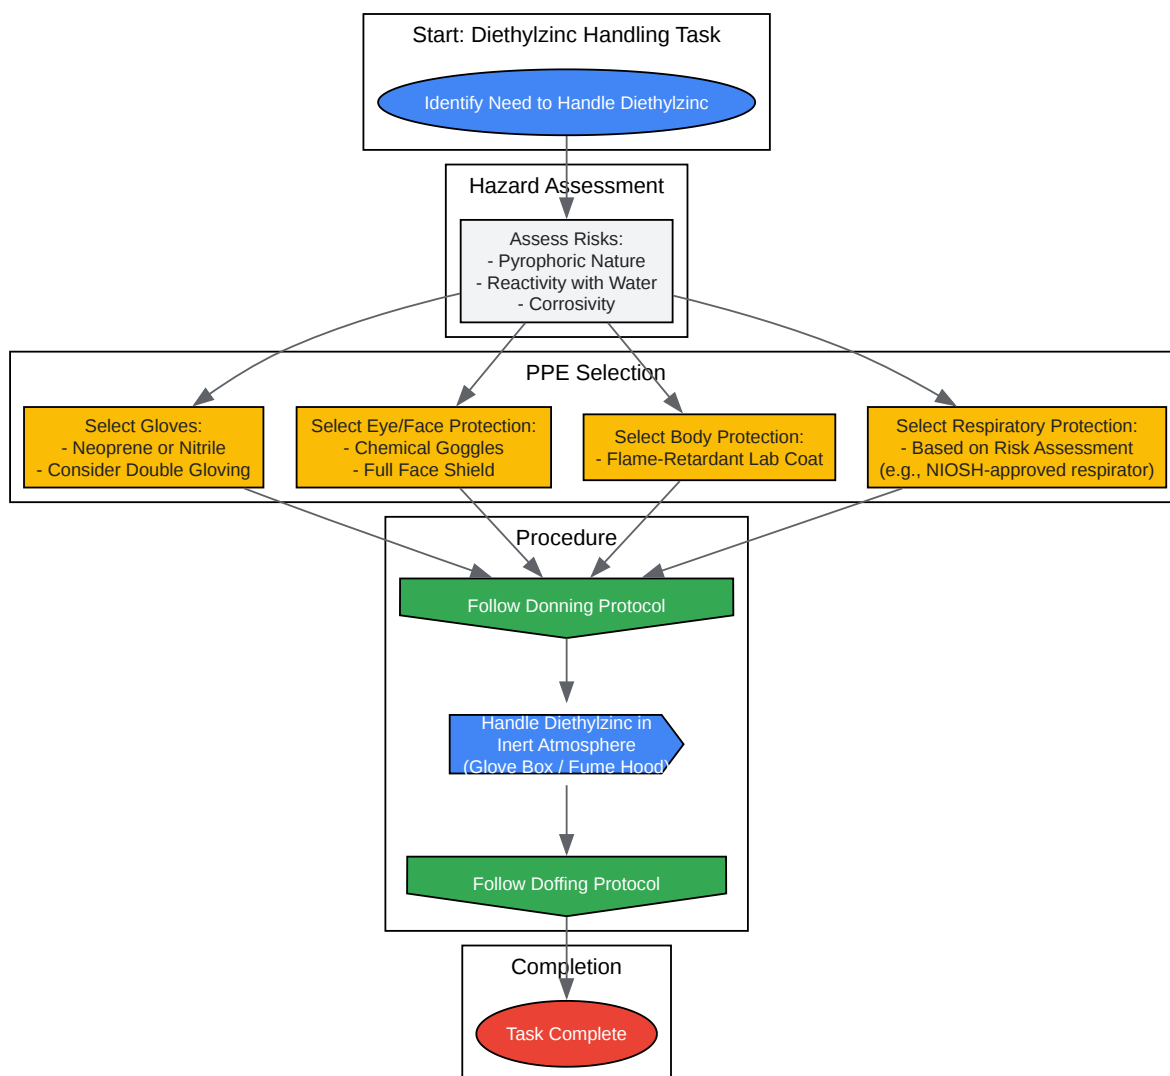 Start: Diethylzinc Handling Task
Identify Need to Handle Diethylzinc
Hazard Assessment
Assess Risks:
- Pyrophoric Nature
- Reactivity with Water
- Corrosivity
PPE Selection
Select Gloves:
- Neoprene or Nitrile
- Consider Double Gloving
Select Eye/Face Protection:
- Chemical Goggles
- Full Face Shield
Select Body Protection:
- Flame-Retardant Lab Coat
Select Respiratory Protection:
- Based on Risk Assessment
(e.g., NIOSH-approved respirator)
Procedure
Follow Donning Protocol
Handle Diethylzinc in
Inert Atmosphere
(Glove Box / Fume Hood)
Follow Doffing Protocol
Completion
Task Complete